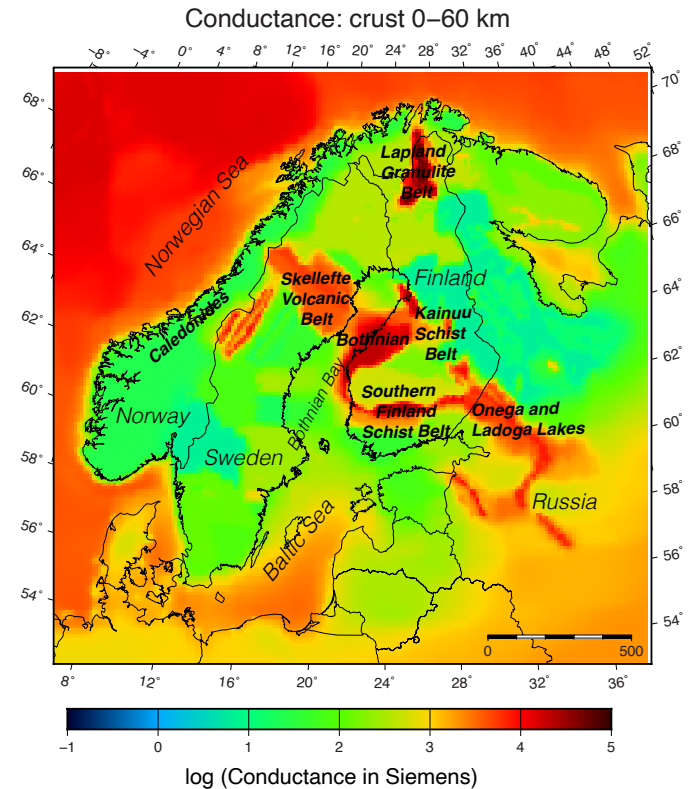 Conductance: crust 0−60 km
−8° −4° 0° 4° 8° 12° 16° 20° 24° 28° 32° 36° 40° 44° 48° 52°
68° 70°
Lapland
Granulite
Belt
66° 68°
Norwegian Sea
66°
64°
Finland
Skellefte
Volcanic
Belt
64°
Caledonides
62°
Kainuu
Schist
Belt
Bothnian
62°
60°
Bothnian Bay
Southern
Finland
Schist Belt
Onega and
Ladoga Lakes
Norway
60°
58°
Sweden
58°
Russia
56°
Baltic Sea
56°
54°
54°
0 500
8° 12° 16° 20° 24° 28° 32° 36°
−1 0 1 2 3 4 5
log (Conductance in Siemens)